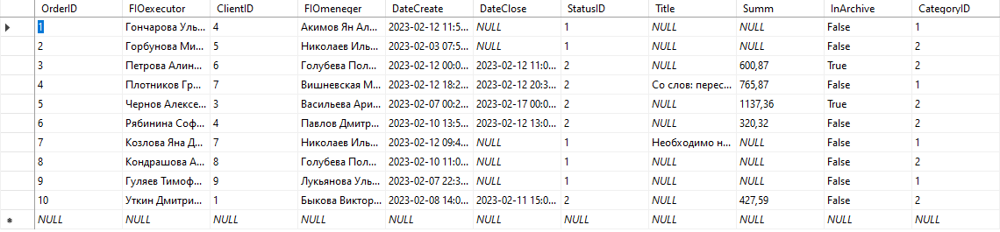 OrderID FIOexecutor ClientID FIOmeneger DateCreate DateClose StatusID Title Summ InArchive CategoryID
1 Гончарова Уль... 4 Акимов Ян Ал... 2023-02-12 11:5... NULL 1 NULL NULL False 1
2 Горбунова Ми... 5 Николаев Иль... 2023-02-03 07:5... NULL 1 NULL NULL False 2
3 Петрова Алин... 6 Голубева Пол... 2023-02-12 00:0... 2023-02-12 11:0... 2 NULL 600,87 True 2
4 Плотников Гр... 7 Вишневская М... 2023-02-12 18:2... 2023-02-12 20:3... 2 Со слов: перес... 765,87 False 1
5 Чернов Алексе... 3 Васильева Ари... 2023-02-07 00:2... 2023-02-17 00:0... 2 NULL 1137,36 True 2
6 Рябинина Соф... 4 Павлов Дмитр... 2023-02-10 13:5... 2023-02-12 13:0... 2 NULL 320,32 False 2
7 Козлова Яна Д... 7 Николаев Иль... 2023-02-12 09:4... NULL 1 Необходимо н... NULL False 1
8 Кондрашова А... 8 Голубева Пол... 2023-02-10 11:0... NULL 1 NULL NULL False 2
9 Гуляев Тимоф... 9 Лукьянова Уль... 2023-02-07 22:3... NULL 1 NULL NULL False 1
10 Уткин Дмитри... 1 Быкова Виктор... 2023-02-08 14:0... 2023-02-11 15:0... 2 NULL 427,59 False 2
NULL NULL NULL NULL NULL NULL NULL NULL NULL NULL NULL